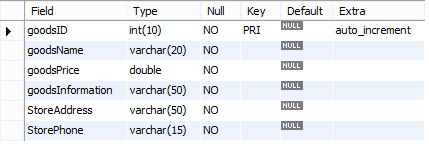 Field Type Null Key Default Extra
goodsID int(10) NO PRI NULL auto_increment
goodsName varchar(20) NO NULL
goodsPrice double NO NULL
goodsInformation varchar(50) NO NULL
StoreAddress varchar(50) NO NULL
StorePhone varchar(15) NO NULL